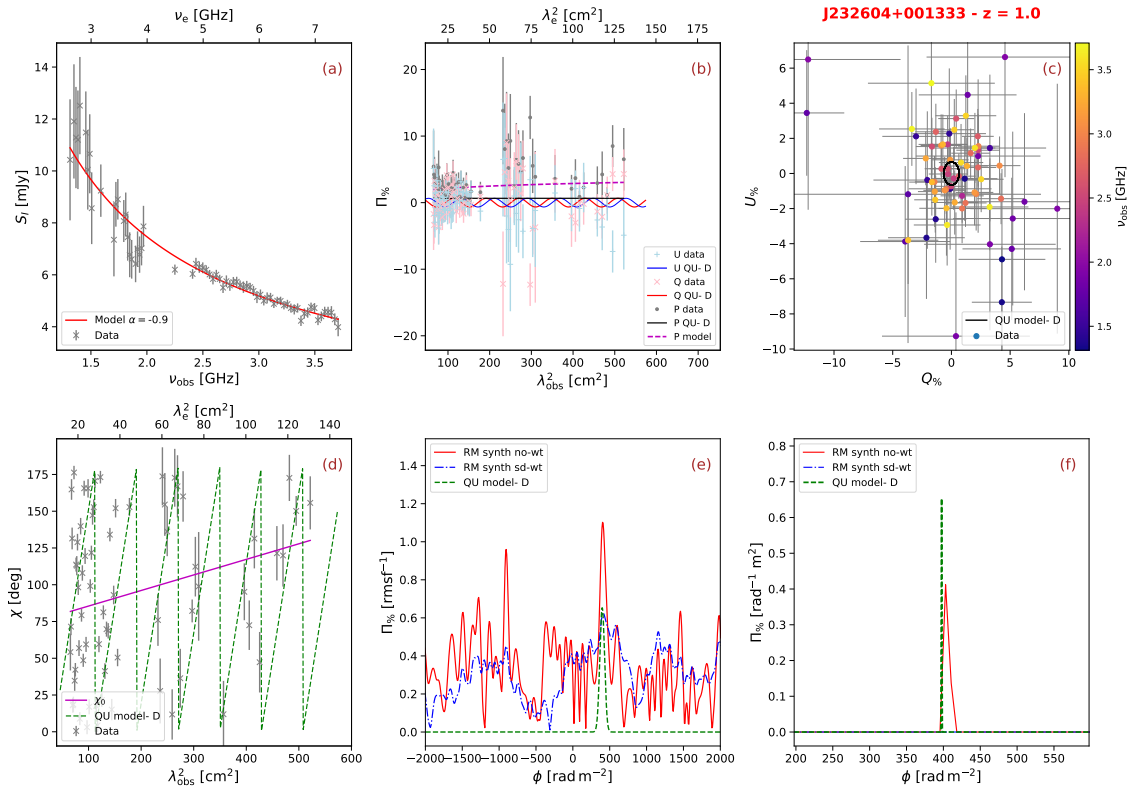 J232604+001333 - z = 1.0
ν_e [GHz]
3 4 5 6 7
(a)
S_I [mJy]
14
12
10
8
6
4
Model α = -0.9
Data
1.5 2.0 2.5 3.0 3.5
ν_obs [GHz]
λ_e^2 [cm^2]
25 50 75 100 125 150 175
(b)
Π_%
20
10
0
−10
−20
U data
U QU- D
Q data
Q QU- D
P data
P QU- D
P model
100 200 300 400 500 600 700
λ_obs^2 [cm^2]
(c)
U_%
6
4
2
0
−2
−4
−6
−8
−10
QU model- D
Data
−10 −5 0 5 10
Q_%
3.5
3.0
2.5
2.0
1.5
ν_obs [GHz]
λ_e^2 [cm^2]
20 40 60 80 100 120 140
(d)
χ [deg]
175
150
125
100
75
50
25
0
χ_0
QU model- D
Data
100 200 300 400 500 600
λ_obs^2 [cm^2]
(e)
RM synth no-wt
RM synth sd-wt
QU model- D
Π_% [rmsf^−1]
1.4
1.2
1.0
0.8
0.6
0.4
0.2
0.0
−2000 −1500 −1000 −500 0 500 1000 1500 2000
ϕ [rad m^−2]
(f)
RM synth no-wt
RM synth sd-wt
QU model- D
Π_% [rad^−1 m^2]
0.8
0.7
0.6
0.5
0.4
0.3
0.2
0.1
0.0
200 250 300 350 400 450 500 550
ϕ [rad m^−2]